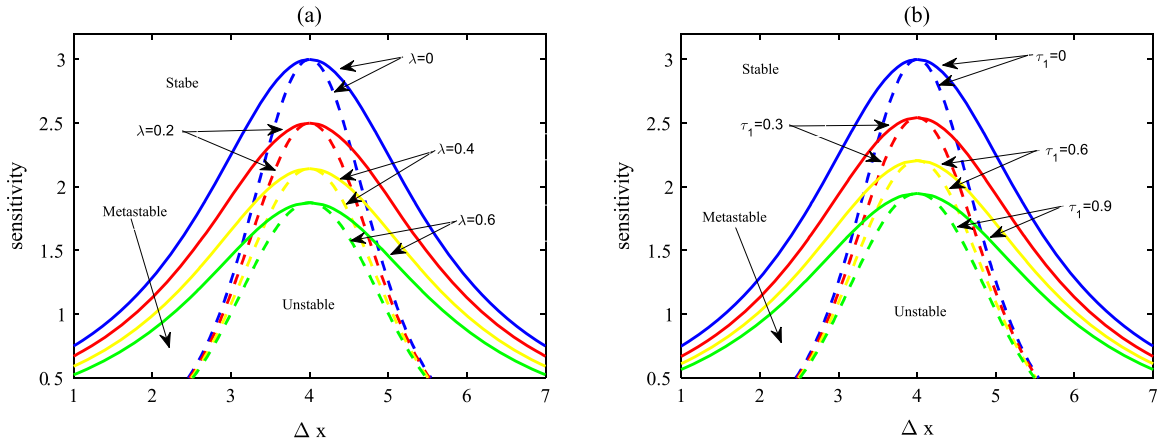 (a)
3
2.5
2
1.5
1
0.5
sensitivity
Stabe
λ=0
λ=0.2
λ=0.4
Metastable
λ=0.6
Unstable
1 2 3 4 5 6 7
Δ x
(b)
3
2.5
2
1.5
1
0.5
sensitivity
Stable
τ1=0
τ1=0.3
τ1=0.6
τ1=0.9
Metastable
Unstable
1 2 3 4 5 6 7
Δ x